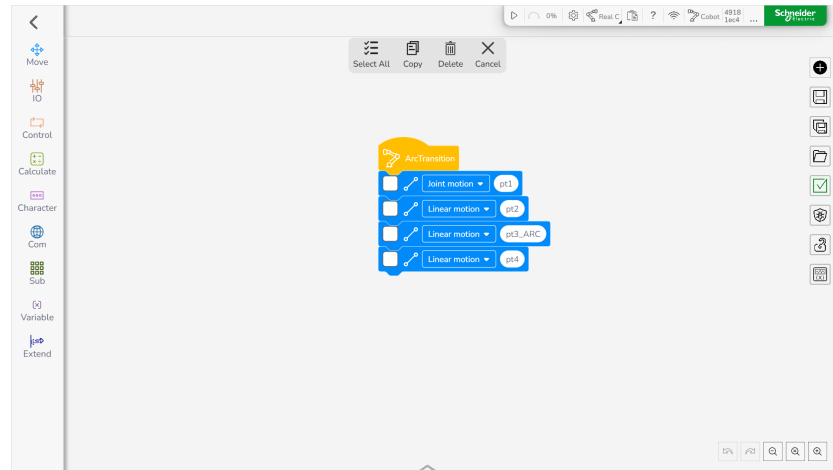 0% Real C ? Cobot 4918 1ec4 ... Schneider Electric
Move
IO
Control
Calculate
Character
Com
Sub
Variable
Extend
Select All Copy Delete Cancel
ArcTransition
Joint motion pt1
Linear motion pt2
Linear motion pt3_ARC
Linear motion pt4